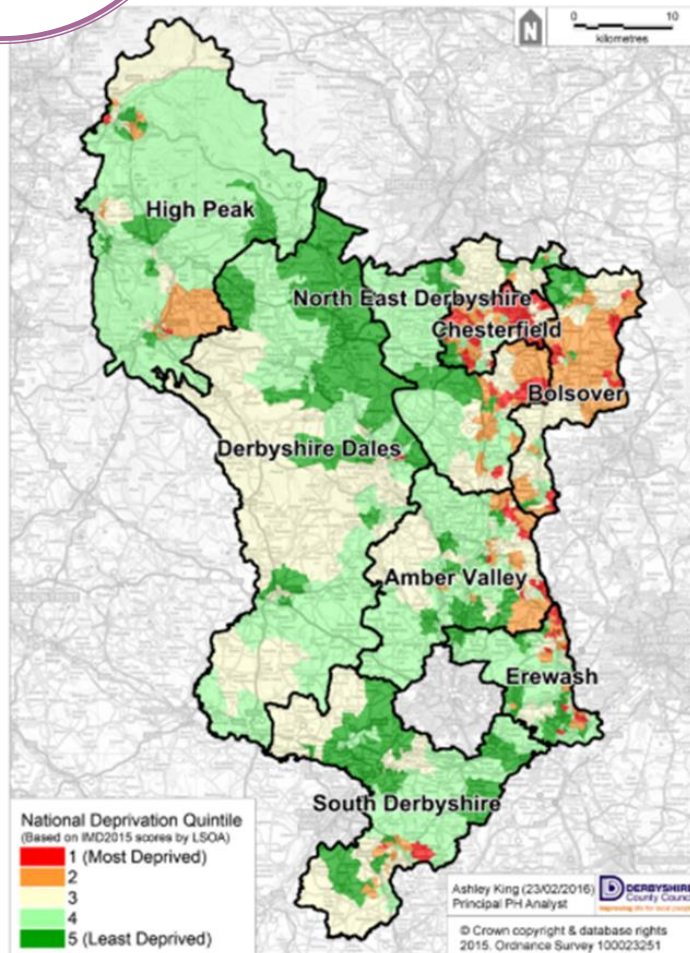 N
0 10
kilometres
High Peak
North East Derbyshire
Chesterfield
Bolsover
Derbyshire Dales
Amber Valley
Erewash
South Derbyshire
National Deprivation Quintile
(Based on IMD2015 scores by LSOA)
1 (Most Deprived)
2
3
4
5 (Least Deprived)
Ashley King (23/02/2016)
Principal PH Analyst
D DERBYSHIRE
County Council
© Crown copyright & database rights
2015. Ordnance Survey 100023251